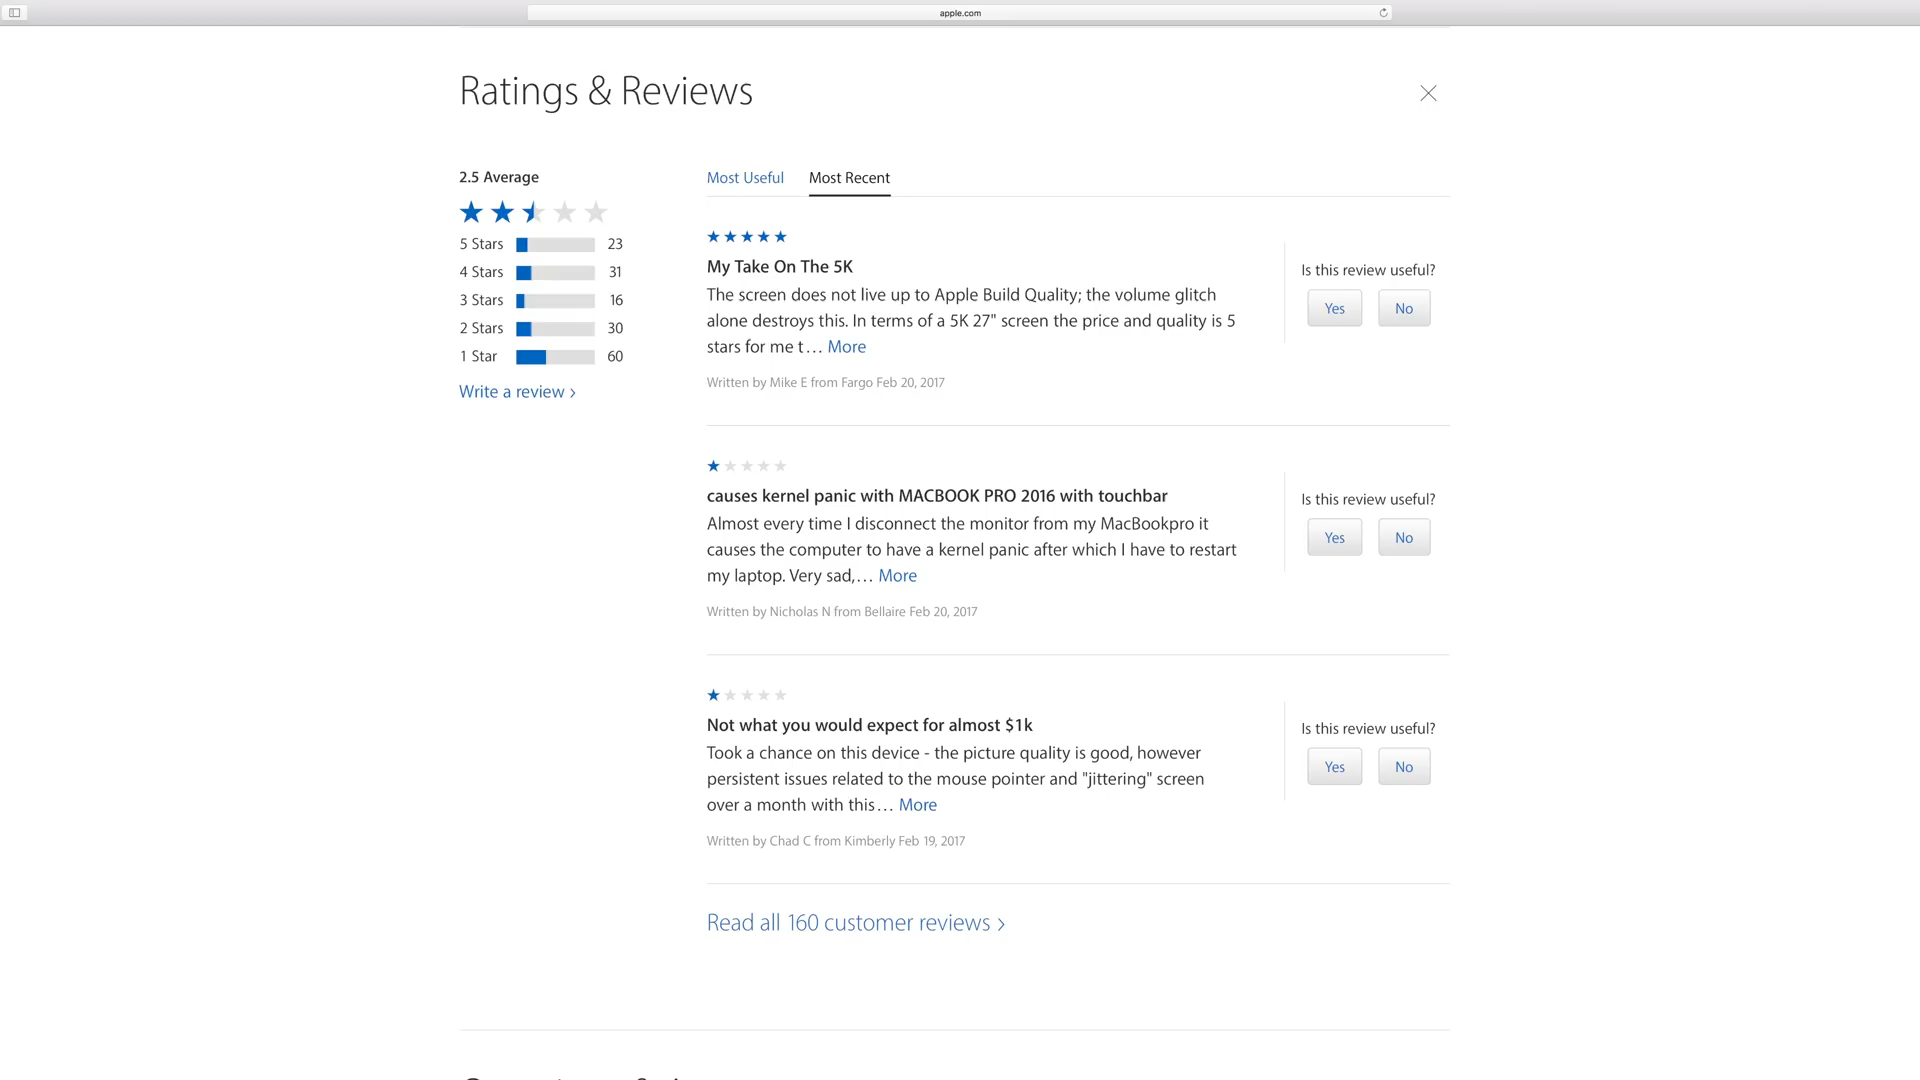 apple.com
Ratings & Reviews
2.5 Average
5 Stars 23
4 Stars 31
3 Stars 16
2 Stars 30
1 Star 60
Write a review ›
Most Useful Most Recent
My Take On The 5K
The screen does not live up to Apple Build Quality; the volume glitch
alone destroys this. In terms of a 5K 27" screen the price and quality is 5
stars for me t… More
Written by Mike E from Fargo Feb 20, 2017
Is this review useful?
Yes No
causes kernel panic with MACBOOK PRO 2016 with touchbar
Almost every time I disconnect the monitor from my MacBookpro it
causes the computer to have a kernel panic after which I have to restart
my laptop. Very sad,… More
Written by Nicholas N from Bellaire Feb 20, 2017
Is this review useful?
Yes No
Not what you would expect for almost $1k
Took a chance on this device - the picture quality is good, however
persistent issues related to the mouse pointer and "jittering" screen
over a month with this… More
Written by Chad C from Kimberly Feb 19, 2017
Is this review useful?
Yes No
Read all 160 customer reviews ›